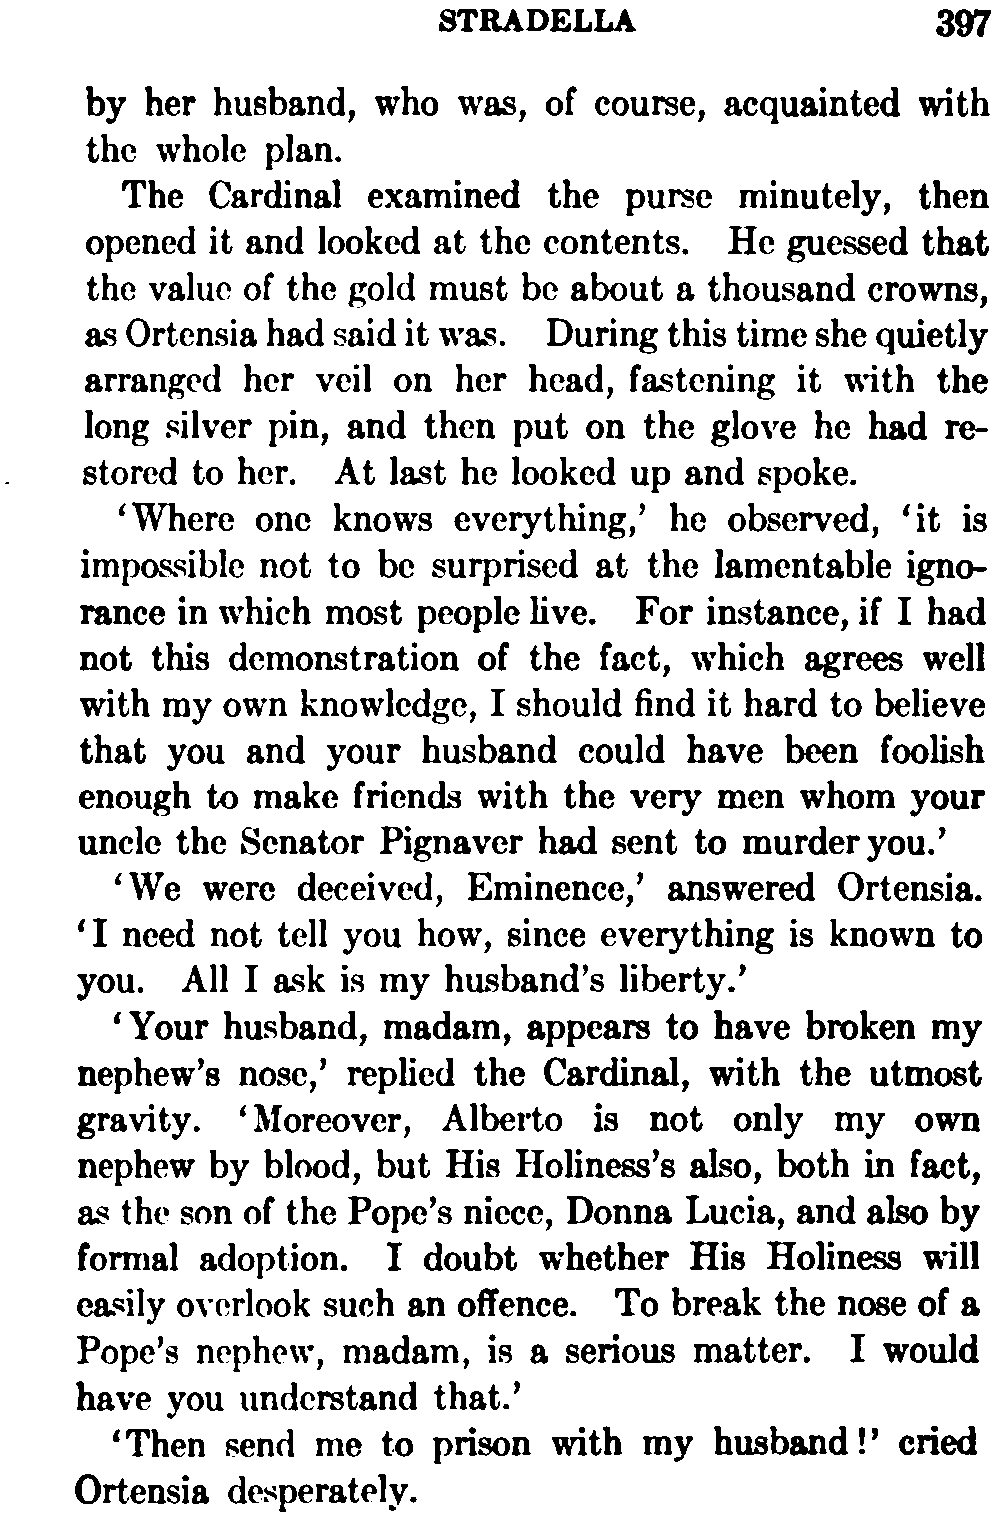 STRADELLA 397
by her husband, who was, of course, acquainted with
the whole plan.
The Cardinal examined the purse minutely, then
opened it and looked at the contents. He guessed that
the value of the gold must be about a thousand crowns,
as Ortensia had said it was. During this time she quietly
arranged her veil on her head, fastening it with the
long silver pin, and then put on the glove he had re-
stored to her. At last he looked up and spoke.
‘Where one knows everything,’ he observed, ‘it is
impossible not to be surprised at the lamentable igno-
rance in which most people live. For instance, if I had
not this demonstration of the fact, which agrees well
with my own knowledge, I should find it hard to believe
that you and your husband could have been foolish
enough to make friends with the very men whom your
uncle the Senator Pignaver had sent to murder you.’
‘We were deceived, Eminence,’ answered Ortensia.
‘I need not tell you how, since everything is known to
you. All I ask is my husband’s liberty.’
‘Your husband, madam, appears to have broken my
nephew’s nose,’ replied the Cardinal, with the utmost
gravity. ‘Moreover, Alberto is not only my own
nephew by blood, but His Holiness’s also, both in fact,
as the son of the Pope’s niece, Donna Lucia, and also by
formal adoption. I doubt whether His Holiness will
easily overlook such an offence. To break the nose of a
Pope’s nephew, madam, is a serious matter. I would
have you understand that.’
‘Then send me to prison with my husband!’ cried
Ortensia desperately.